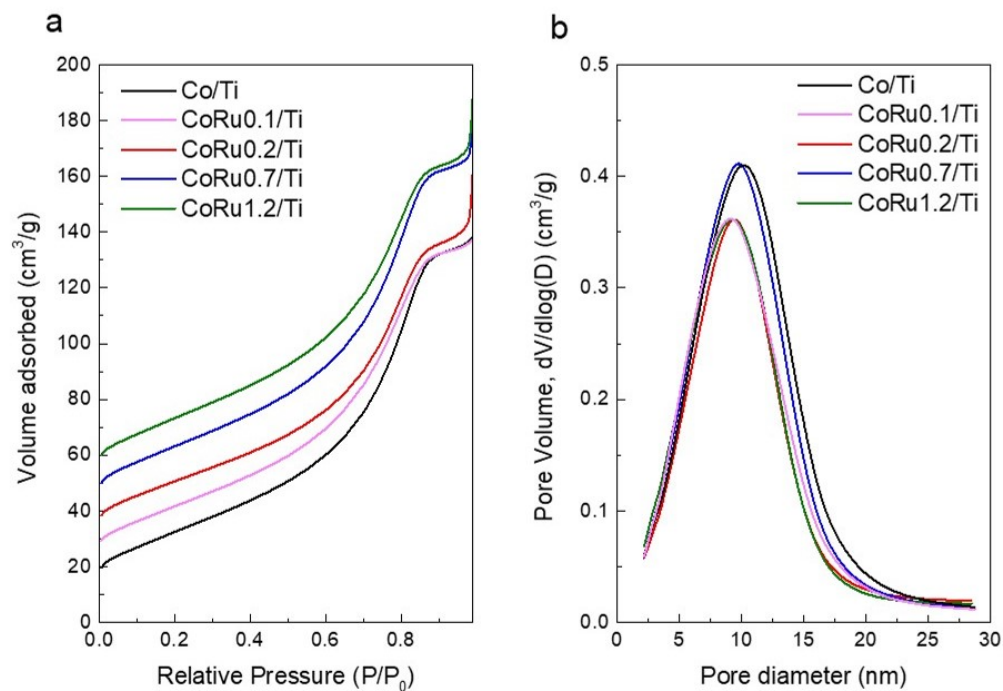 a
Volume adsorbed (cm³/g)
200
180
160
140
120
100
80
60
40
20
0
Co/Ti
CoRu0.1/Ti
CoRu0.2/Ti
CoRu0.7/Ti
CoRu1.2/Ti
0.0
0.2
0.4
0.6
0.8
Relative Pressure (P/P₀)
b
Pore Volume, dV/dlog(D) (cm³/g)
0.5
0.4
0.3
0.2
0.1
0.0
Co/Ti
CoRu0.1/Ti
CoRu0.2/Ti
CoRu0.7/Ti
CoRu1.2/Ti
0
5
10
15
20
25
30
Pore diameter (nm)